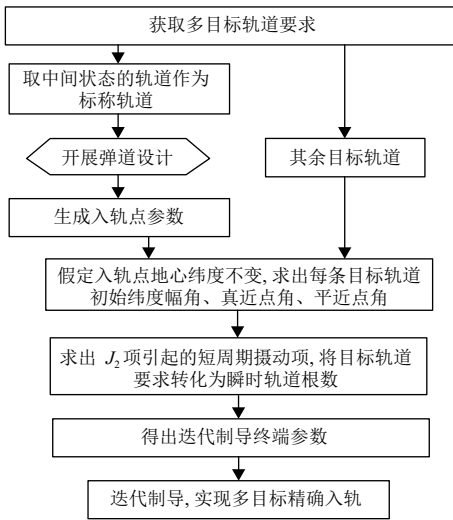 获取多目标轨道要求
取中间状态的轨道作为
标称轨道
开展弹道设计
其余目标轨道
生成入轨点参数
假定入轨点地心纬度不变, 求出每条目标轨道
初始纬度幅角、真近点角、平近点角
求出 J₂ 项引起的短周期摄动项, 将目标轨道
要求转化为瞬时轨道根数
得出迭代制导终端参数
迭代制导, 实现多目标精确入轨